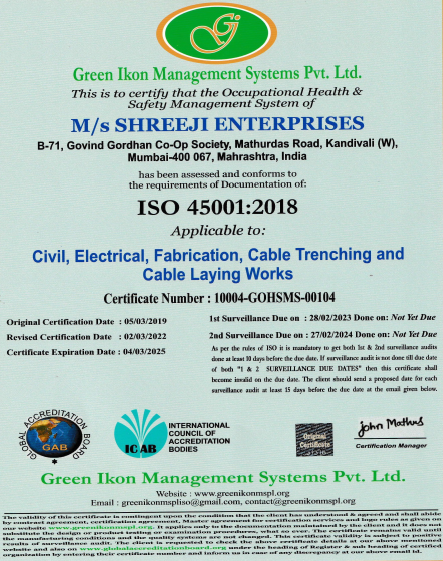 Gi
Green Ikon Management Systems Pvt. Ltd.
This is to certify that the Occupational Health &
Safety Management System of
M/s SHREEJI ENTERPRISES
B-71, Govind Gordhan Co-Op Society, Mathurdas Road, Kandivali (W),
Mumbai-400 067, Mahrashtra, India
has been assessed and conforms to
the requirements of Documentation of:
ISO 45001:2018
Applicable to:
Civil, Electrical, Fabrication, Cable Trenching and
Cable Laying Works
Certificate Number : 10004-GOHSMS-00104
Original Certification Date : 05/03/2019
Revised Certification Date : 02/03/2022
Certificate Expiration Date : 04/03/2025
1st Surveillance Due on : 28/02/2023 Done on: Not Yet Due
2nd Surveillance Due on : 27/02/2024 Done on: Not Yet Due
As per the rules of ISO it is mandatory to get both 1st & 2nd surveillance audits
done at least 10 days before the due date. If surveillance audit is not done till due date
of both "1 & 2 SURVEILLANCE DUE DATES" then this certificate shall
become invalid on the due date. The client should send a proposed date for each
surveillance audit at least 15 days before the due date at the email given below.
GLOBAL ACCREDITATION BOARD
GAB
ICAB
INTERNATIONAL
COUNCIL OF
ACCREDITATION
BODIES
Original
Certificate
John Mathus
Certification Manager
Green Ikon Management Systems Pvt. Ltd.
Website : www.greenikonmspl.org
Email : greenikonmspliso@gmail.com, contact@greenikonmspl.org
The validity of this certificate is contingent upon the condition that the client has understood & agreed and shall abide
by contract agreement, certification agreement, Master agreement for certification services and logo rules as given on
our website www.greenikonmspl.org. It applies only to the documentation maintained by the client and it does not
substitute the design or product testing or examination procedures, what so ever. The certificate remains valid until
the manufacturing conditions and the quality systems are not changed. This certificate validity is subject to positive
results of surveillance audit. The client is requested to check the above certificate details at our above mentioned
website and also on www.globalaccreditationboard.org under the heading of Register & sub heading of certified
organization by entering their certificate number and inform us in case of any discrepancy at our above email id.